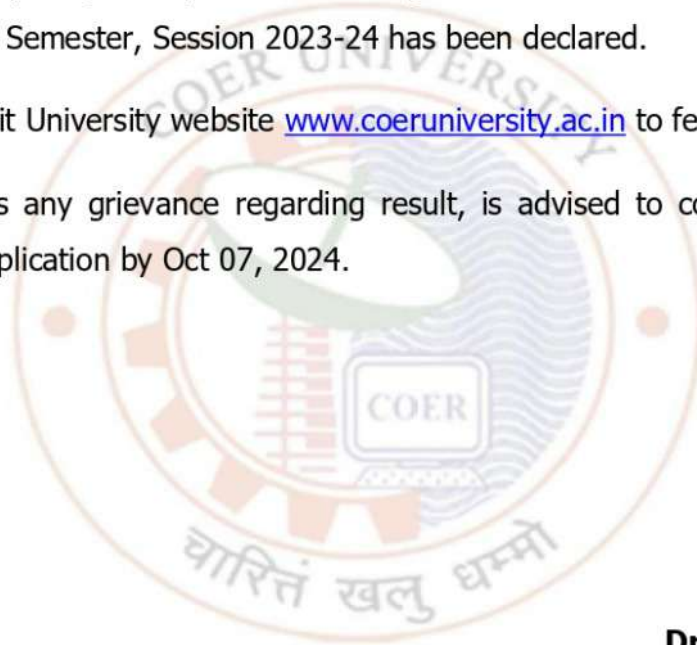 Semester, Session 2023-24 has been declared.
it University website www.coeruniversity.ac.in to fe
s any grievance regarding result, is advised to co
plication by Oct 07, 2024.
COER UNIVERSITY
COER
चारित्तं खलु धम्मो
Dr